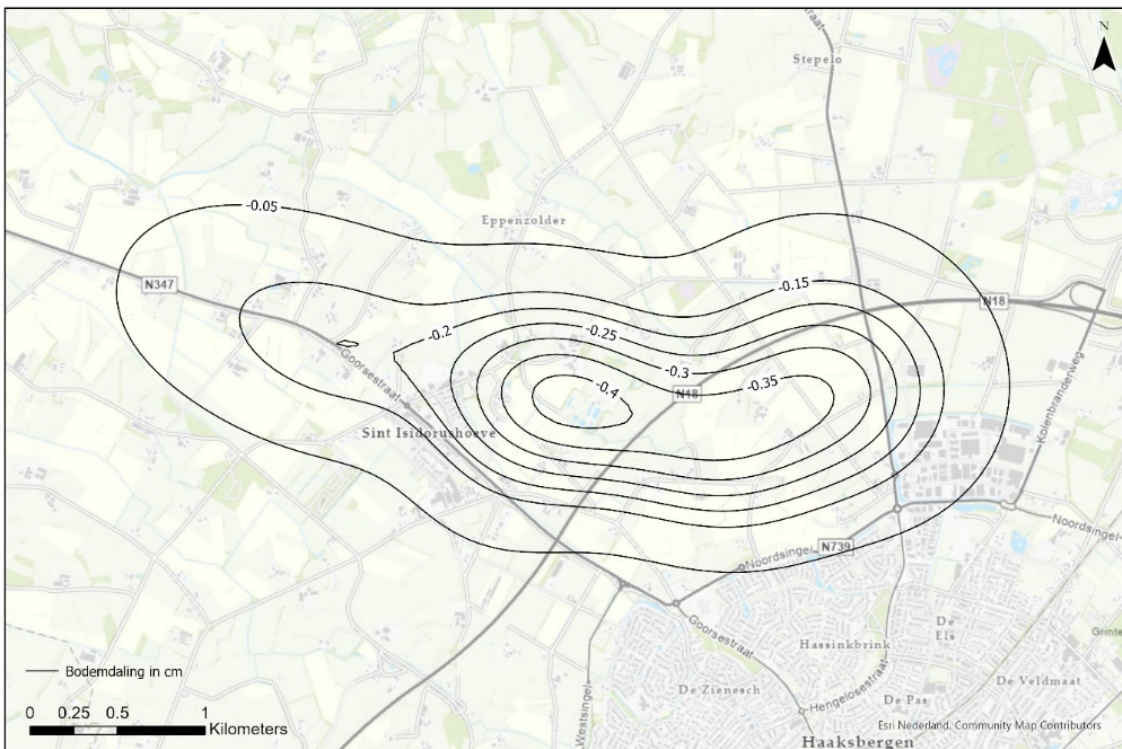 straat
Stepelo
N
-0.05
Eppenzolder
N347
-0.15
N18
-0.2
-0.25
-0.3
Goorsestraat
-0.4
N18
-0.35
Kolenbranderweg
Sint Isidorushoeve
Noordsingel
N739
Noordsingel
Goorsestraat
De
Els
Hassinkbrink
De Zienesch
Hengelosestraat
De Pas
De Veldmaat
Westsingel
Haaksbergen
Bodemdaling in cm
0 0.25 0.5 1
Kilometers
Esri Nederland, Community Map Contributors